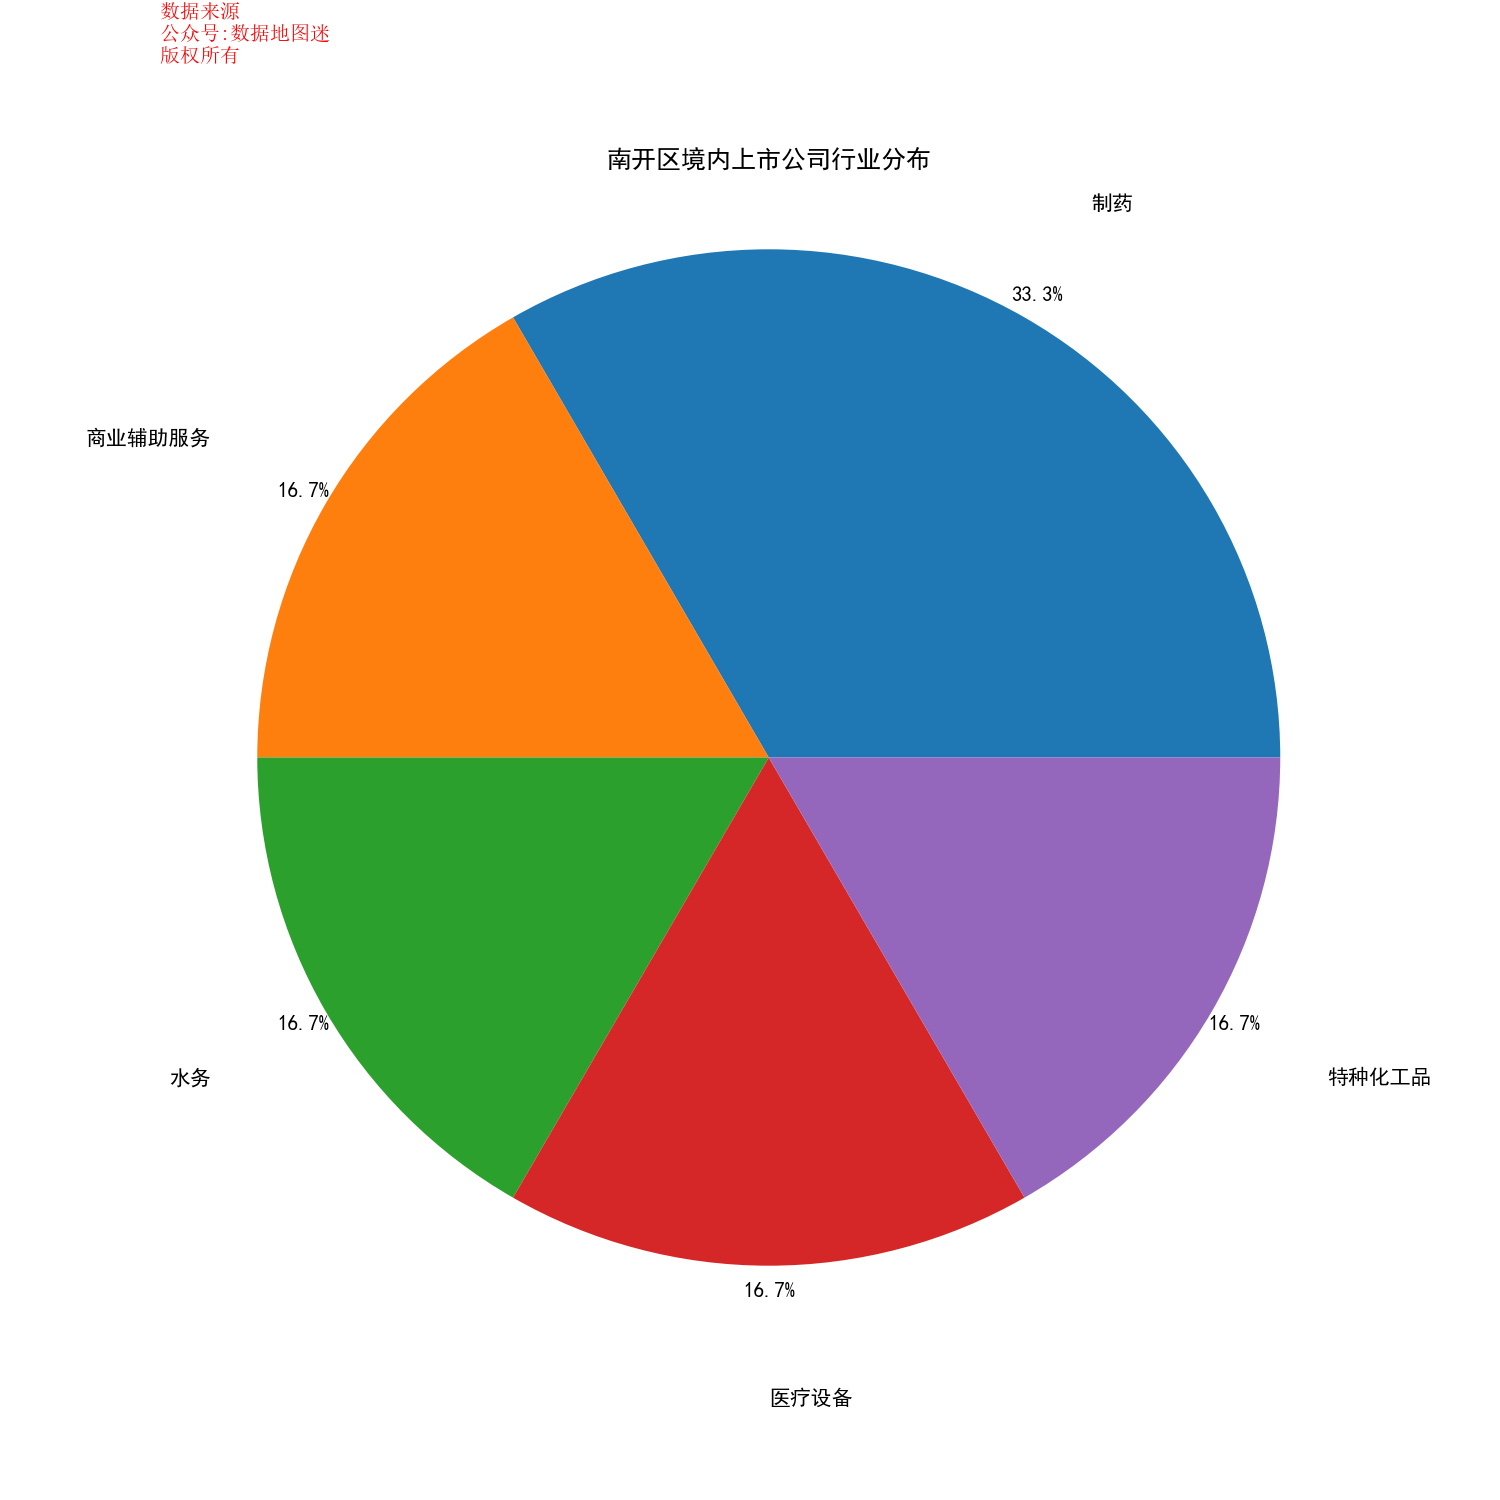 数据来源
公众号:数据地图迷
版权所有
南开区境内上市公司行业分布
制药
33.3%
商业辅助服务
16.7%
16.7%
16.7%
水务
特种化工品
16.7%
医疗设备